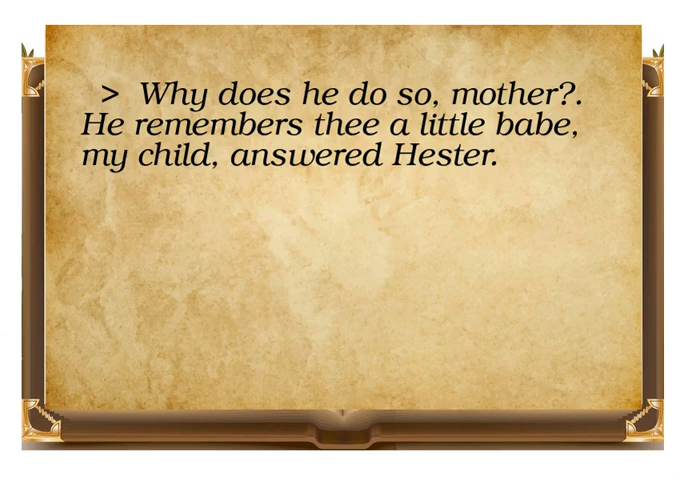 > Why does he do so, mother?.
He remembers thee a little babe,
my child, answered Hester.